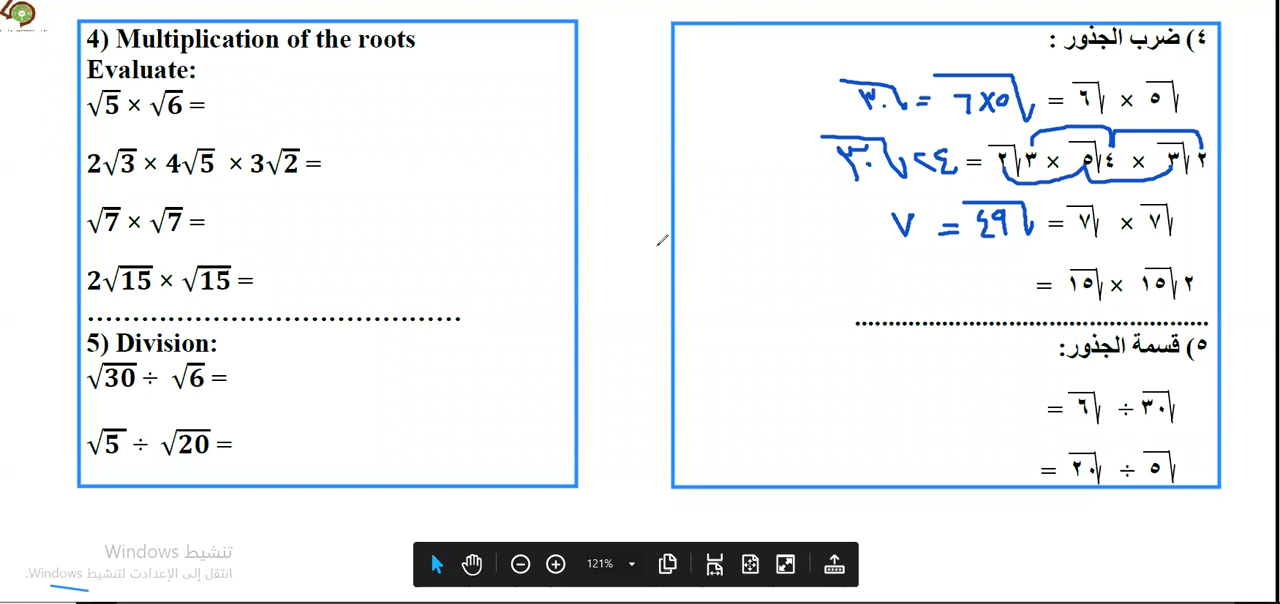 4) Multiplication of the roots
Evaluate:
√5 × √6 =
2√3 × 4√5 × 3√2 =
√7 × √7 =
2√15 × √15 =
..........................................
5) Division:
√30 ÷ √6 =
√5 ÷ √20 =
٤) ضرب الجذور :
√٥ × √٦ = √٥×٦ = √٣٠
٢√٣ × ٤√٥ × ٣√٢ = ٢٤√٣٠
√٧ × √٧ = √٤٩ = ٧
٢√١٥ × √١٥ =
..........................................
٥) قسمة الجذور:
√٣٠ ÷ √٦ =
√٥ ÷ √٢٠ =
تنشيط Windows
انتقل إلى الإعدادت لتنشيط Windows.
121%